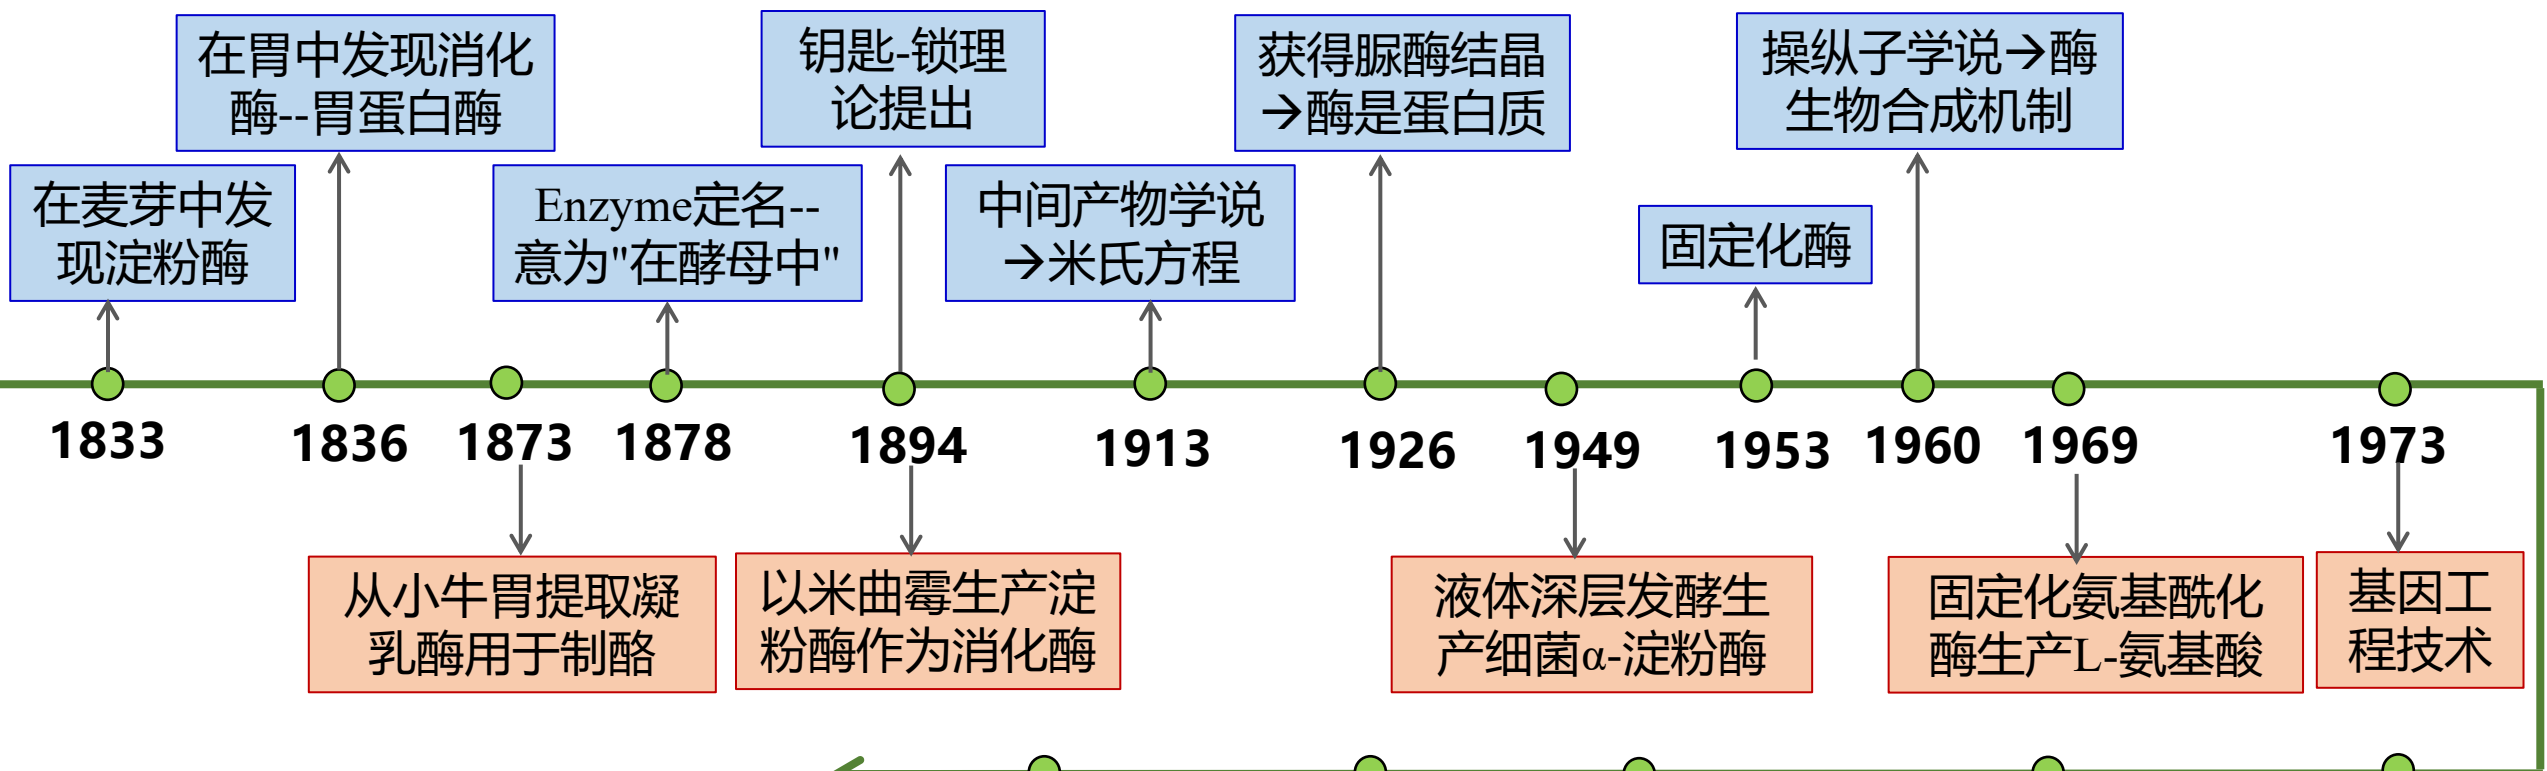 在胃中发现消化
酶--胃蛋白酶
钥匙-锁理
论提出
获得脲酶结晶
→酶是蛋白质
操纵子学说→酶
生物合成机制
在麦芽中发
现淀粉酶
Enzyme定名--
意为"在酵母中"
中间产物学说
→米氏方程
固定化酶
1833
1836
1873
1878
1894
1913
1926
1949
1953
1960
1969
1973
从小牛胃提取凝
乳酶用于制酪
以米曲霉生产淀
粉酶作为消化酶
液体深层发酵生
产细菌α-淀粉酶
固定化氨基酰化
酶生产L-氨基酸
基因工
程技术